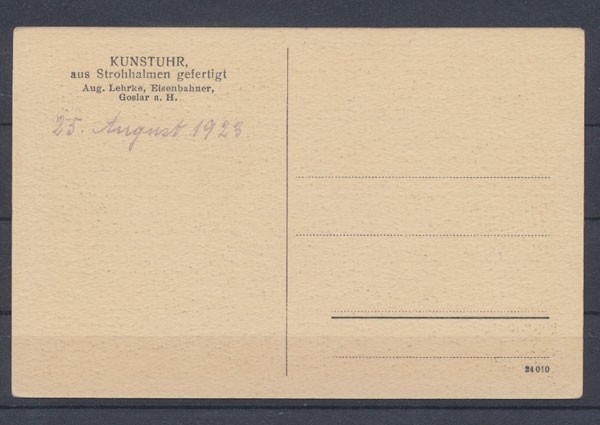 KUNSTUHR,
aus Strohhalmen gefertigt
Aug. Lehrke, Eisenbahner,
Goslar a. H.
25. August 1923
24010